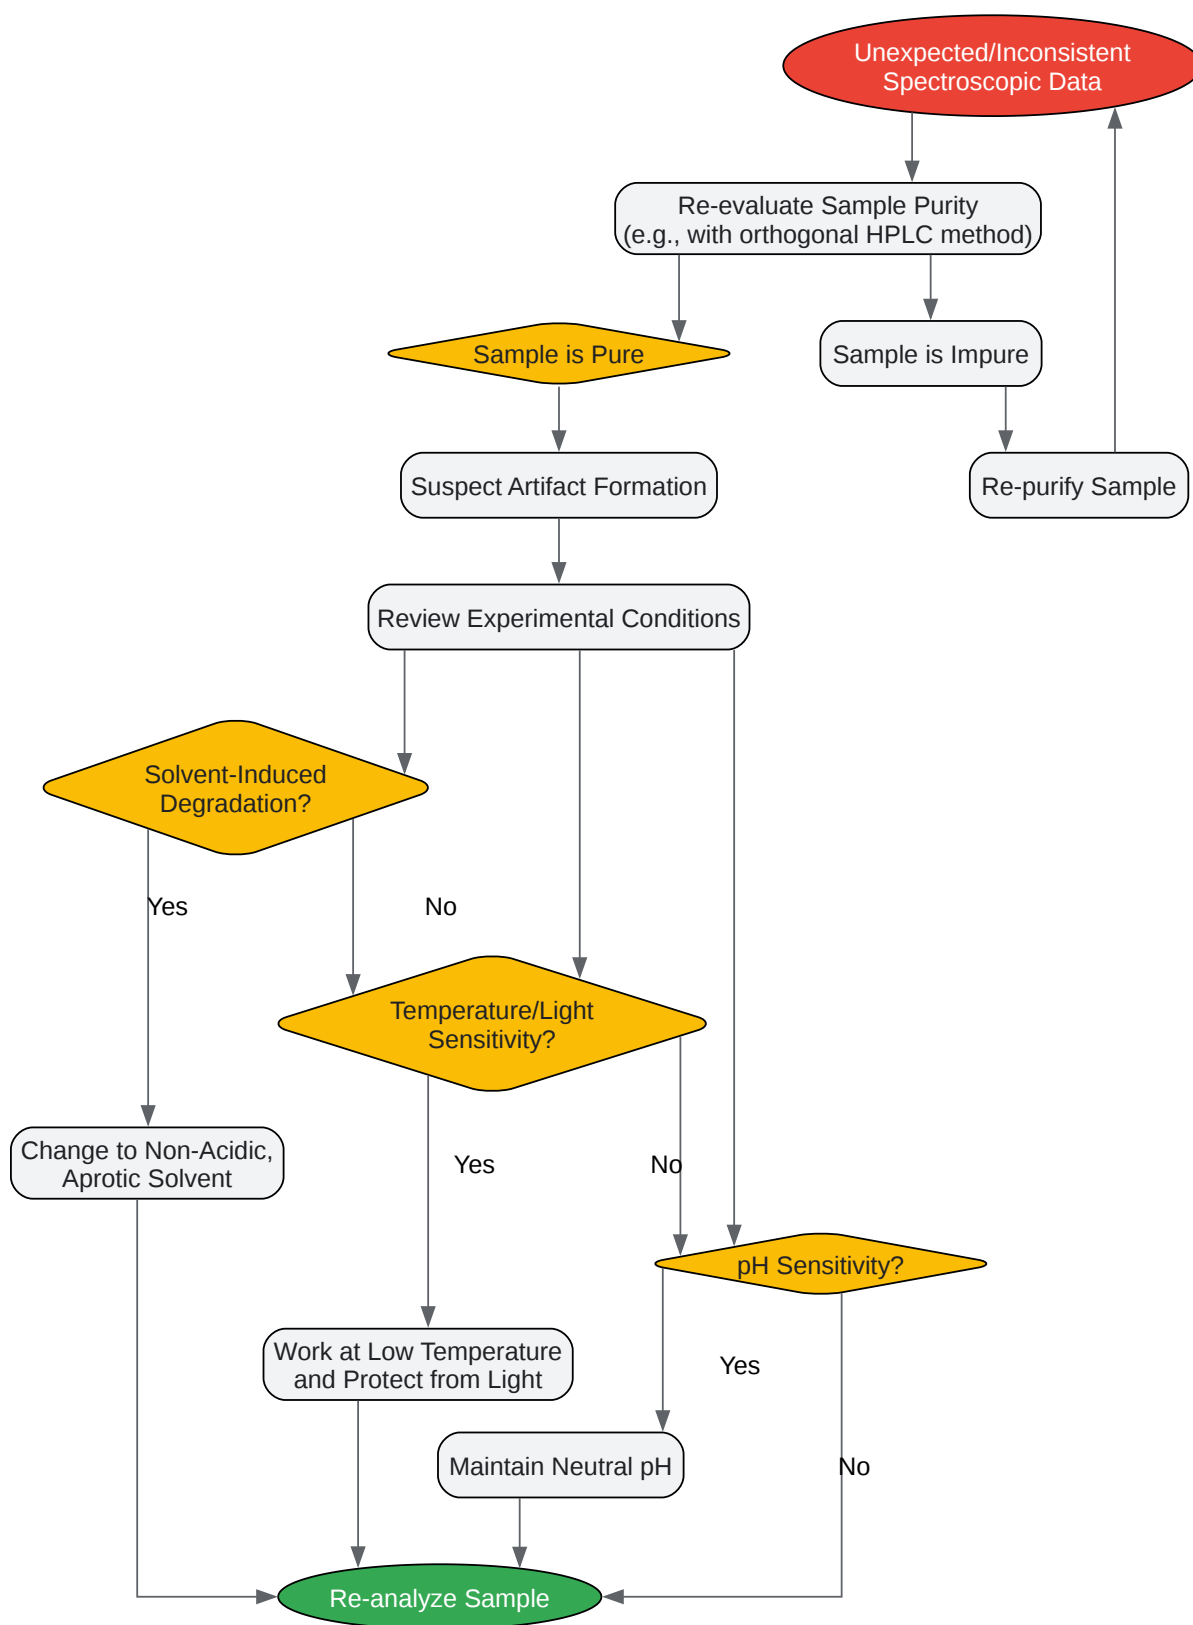 Unexpected/Inconsistent
Spectroscopic Data
Re-evaluate Sample Purity
(e.g., with orthogonal HPLC method)
Sample is Pure
Sample is Impure
Suspect Artifact Formation
Re-purify Sample
Review Experimental Conditions
Solvent-Induced
Degradation?
Yes
No
Temperature/Light
Sensitivity?
Change to Non-Acidic,
Aprotic Solvent
Yes
No
pH Sensitivity?
Work at Low Temperature
and Protect from Light
Yes
Maintain Neutral pH
No
Re-analyze Sample